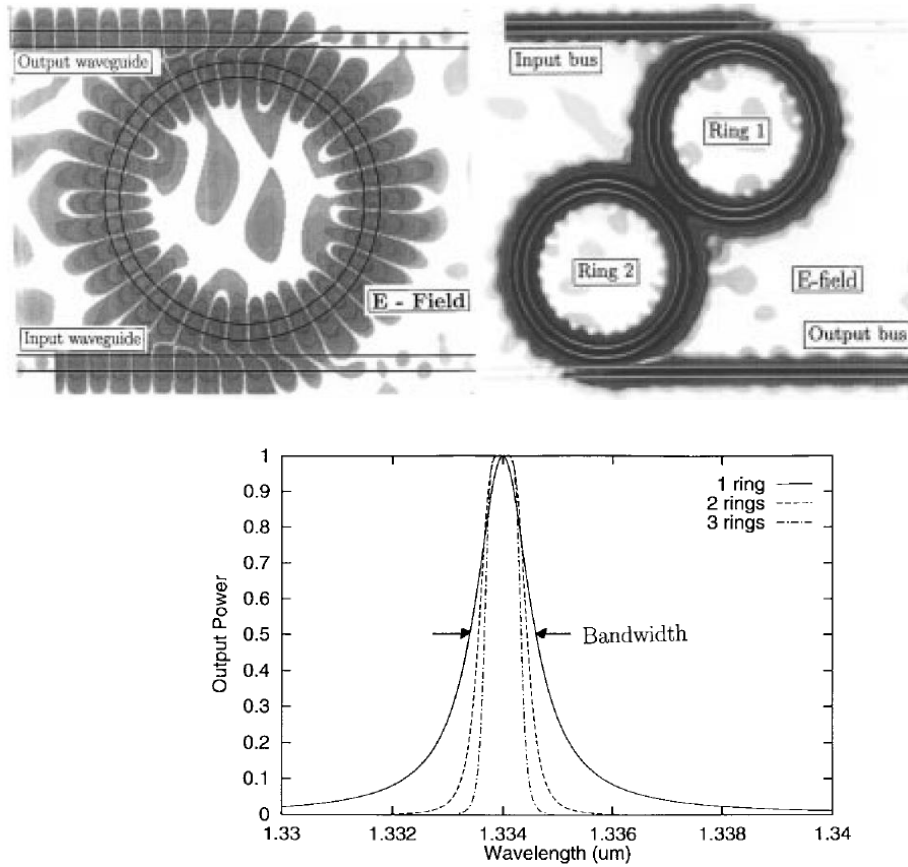 Output waveguide
E - Field
Input waveguide
Input bus
Ring 1
Ring 2
E-field
Output bus
1
0.9
0.8
0.7
0.6
0.5
0.4
0.3
0.2
0.1
0
Output Power
1 ring
2 rings
3 rings
Bandwidth
1.33
1.332
1.334
1.336
1.338
1.34
Wavelength (um)